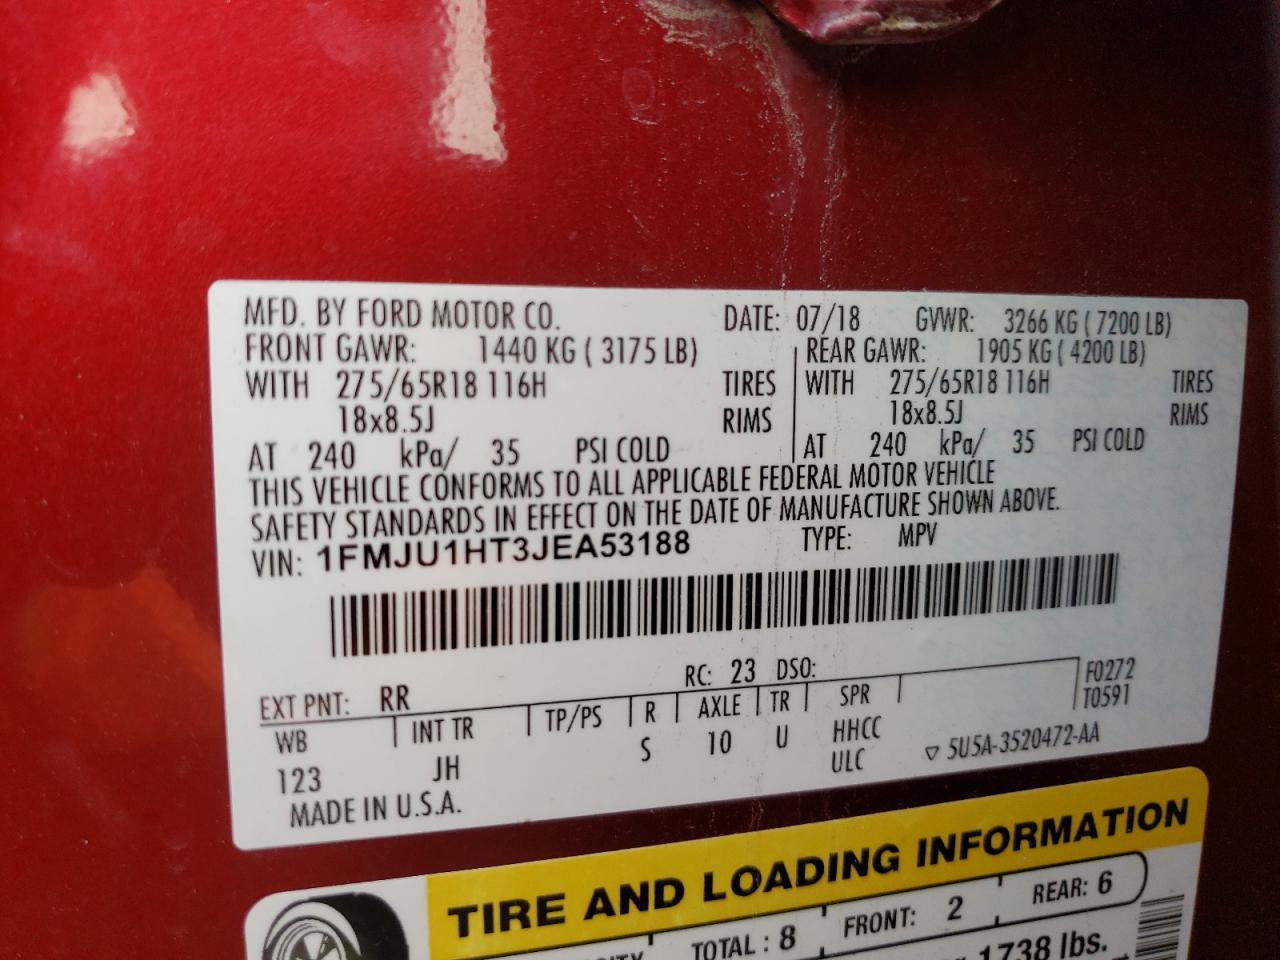 MFD. BY FORD MOTOR CO. DATE: 07/18 GVWR: 3266 KG ( 7200 LB)
FRONT GAWR: 1440 KG ( 3175 LB) REAR GAWR: 1905 KG ( 4200 LB)
WITH 275/65R18 116H TIRES WITH 275/65R18 116H TIRES
18x8.5J RIMS 18x8.5J RIMS
AT 240 kPa/ 35 PSI COLD AT 240 kPa/ 35 PSI COLD
THIS VEHICLE CONFORMS TO ALL APPLICABLE FEDERAL MOTOR VEHICLE
SAFETY STANDARDS IN EFFECT ON THE DATE OF MANUFACTURE SHOWN ABOVE.
VIN: 1FMJU1HT3JEA53188 TYPE: MPV
EXT PNT: RR RC: 23 DSO: F0272
WB INT TR TP/PS R AXLE TR SPR T0591
123 JH S 10 U HHCC
ULC 5U5A-3520472-AA
MADE IN U.S.A.
TIRE AND LOADING INFORMATION
TOTAL : 8 FRONT: 2 REAR: 6
1738 lbs.